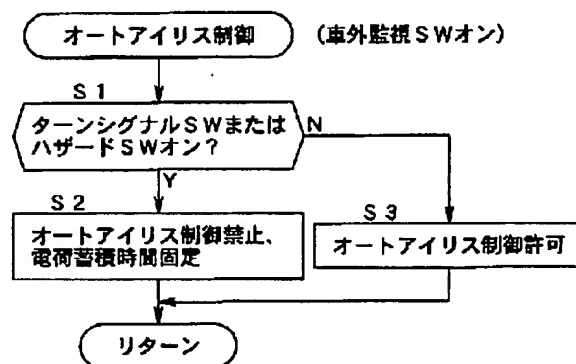 オートアイリス制御 (車外監視SWオン)
S1
ターンシグナルSWまたは
ハザードSWオン?
N
Y
S2
オートアイリス制御禁止、
電荷蓄積時間固定
S3
オートアイリス制御許可
リターン